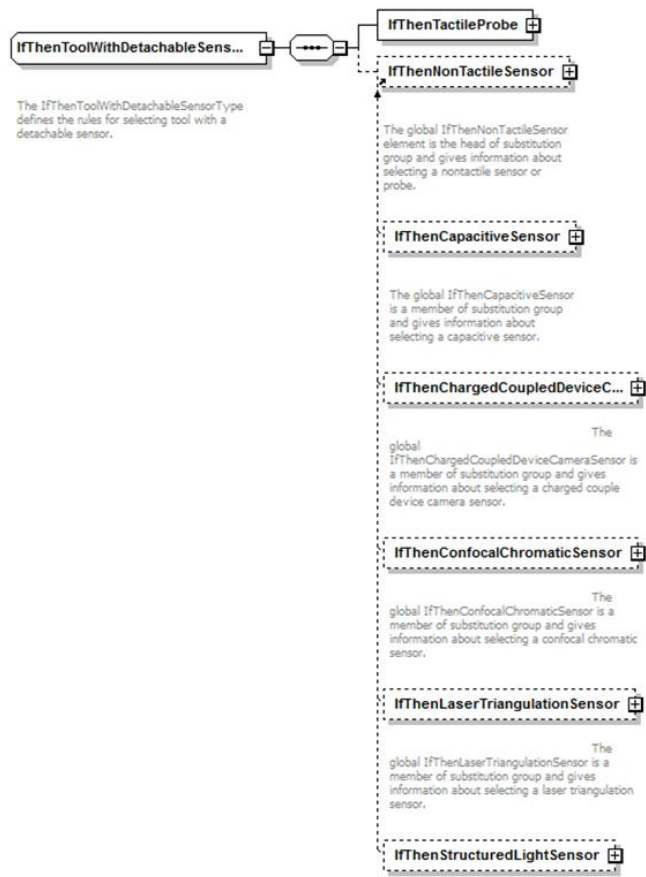 IfThenToolWithDetachableSens...
IfThenTactileProbe
IfThenNonTactileSensor
The IfThenToolWithDetachableSensorType
defines the rules for selecting tool with a
detachable sensor.
The global IfThenNonTactileSensor
element is the head of substitution
group and gives information about
selecting a nontactile sensor or
probe.
IfThenCapacitiveSensor
The global IfThenCapacitiveSensor
is a member of substitution group
and gives information about
selecting a capacitive sensor.
IfThenChargedCoupledDeviceC...
The
global
IfThenChargedCoupledDeviceCameraSensor is
a member of substitution group and gives
information about selecting a charged couple
device camera sensor.
IfThenConfocalChromaticSensor
The
global IfThenConfocalChromaticSensor is a
member of substitution group and gives
information about selecting a confocal chromatic
sensor.
IfThenLaserTriangulationSensor
The
global IfThenLaserTriangulationSensor is a
member of substitution group and gives
information about selecting a laser triangulation
sensor.
IfThenStructuredLightSensor